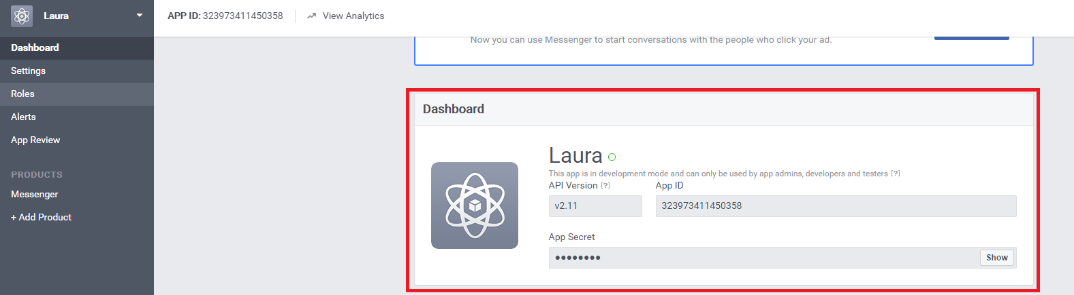 Laura
APP ID: 323973411450358 View Analytics
Dashboard
Settings
Roles
Alerts
App Review
PRODUCTS
Messenger
+ Add Product
Now you can use Messenger to start conversations with the people who click your ad.
Dashboard
Laura
This app is in development mode and can only be used by app admins, developers and testers [?]
API Version [?] App ID
v2.11 323973411450358
App Secret
●●●●●●●● Show